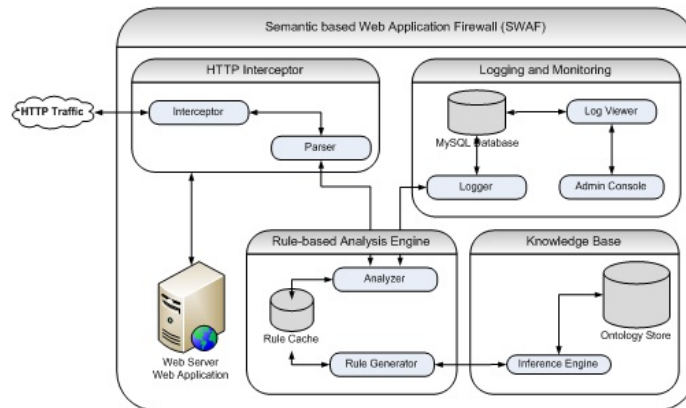 Semantic based Web Application Firewall (SWAF)
HTTP Interceptor
Logging and Monitoring
HTTP Traffic
Interceptor
Parser
MySQL Database
Log Viewer
Logger
Admin Console
Rule-based Analysis Engine
Knowledge Base
Analyzer
Rule Cache
Rule Generator
Ontology Store
Inference Engine
Web Server
Web Application